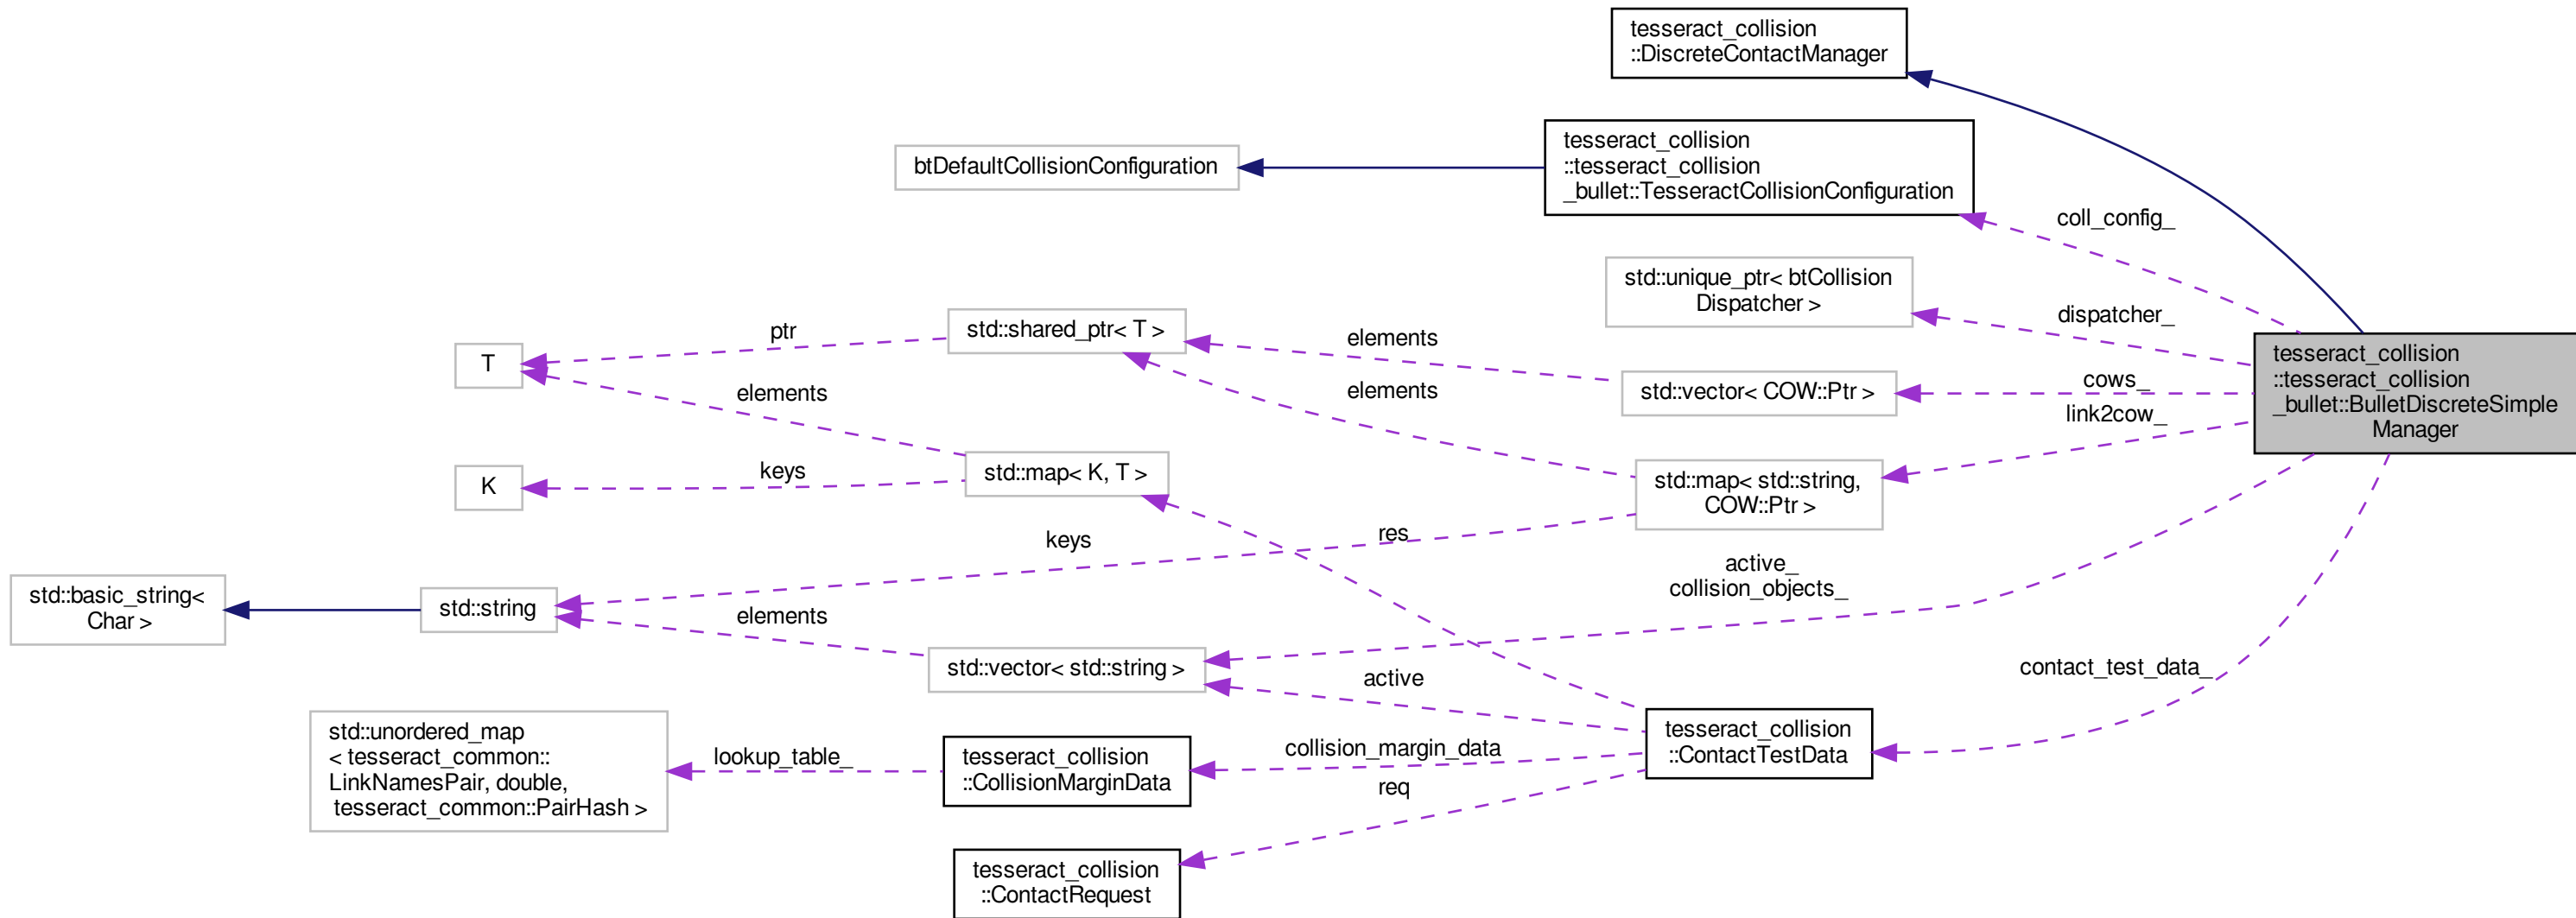 tesseract_collision
::DiscreteContactManager
tesseract_collision
::tesseract_collision
_bullet::TesseractCollisionConfiguration
btDefaultCollisionConfiguration
coll_config_
std::unique_ptr< btCollision
Dispatcher >
dispatcher_
std::shared_ptr< T >
ptr
T
elements
elements
elements
std::vector< COW::Ptr >
cows_
link2cow_
tesseract_collision
::tesseract_collision
_bullet::BulletDiscreteSimple
Manager
std::map< K, T >
keys
K
std::map< std::string,
COW::Ptr >
keys
res
active_
collision_objects_
std::basic_string<
Char >
std::string
elements
std::vector< std::string >
active
contact_test_data_
std::unordered_map
< tesseract_common::
LinkNamesPair, double,
tesseract_common::PairHash >
lookup_table_
tesseract_collision
::CollisionMarginData
collision_margin_data
req
tesseract_collision
::ContactTestData
tesseract_collision
::ContactRequest